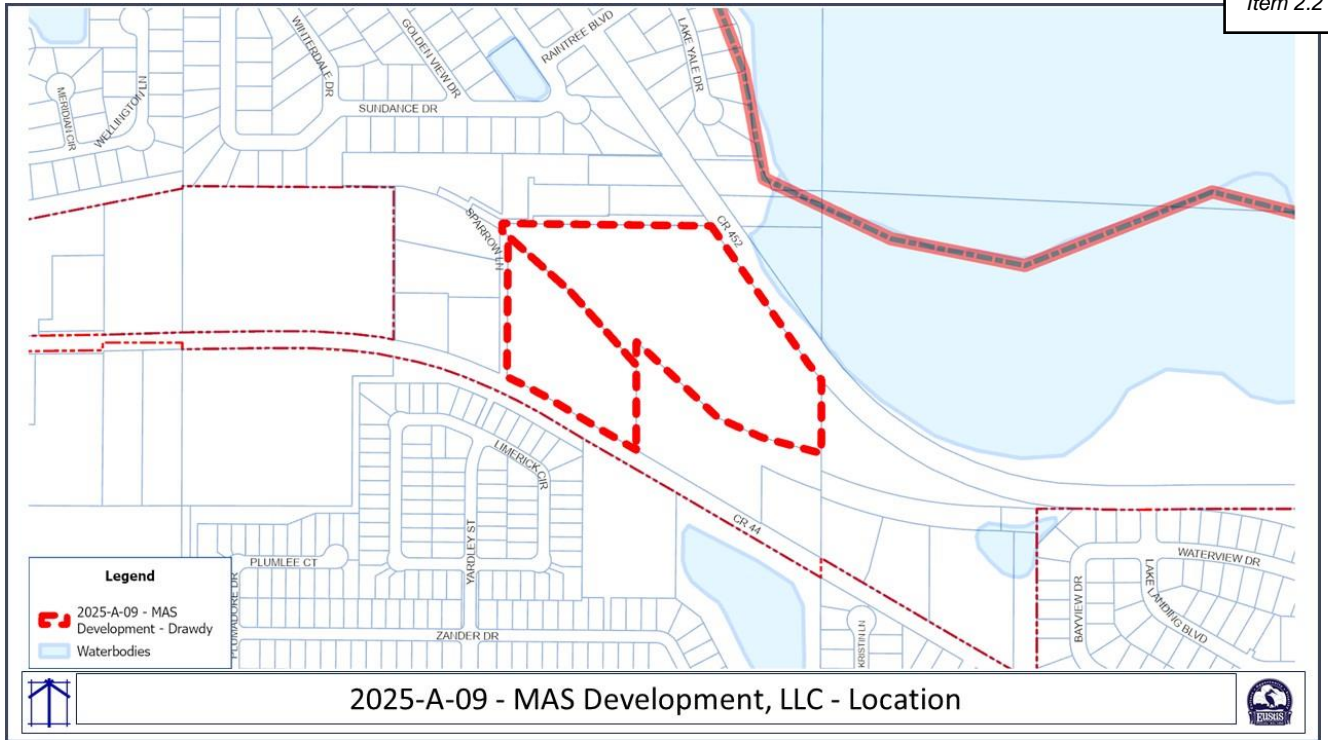 Item 2.2
WINTERDALE DR
GOLDEN VIEW DR
RAINTREE BLVD
LAKE YALE DR
MERIDIAN CIR
WELLINGTON LN
SUNDANCE DR
SPARROW LN
CR 452
LIMERICK CIR
YARDLEY ST
CR 44
PLUMLEE CT
PLUMADORE DR
ZANDER DR
KRISTIN LN
BAYVIEW DR
WATERVIEW DR
LAKE LANDING BLVD
Legend
2025-A-09 - MAS
Development - Drawdy
Waterbodies
2025-A-09 - MAS Development, LLC - Location
EUSTIS